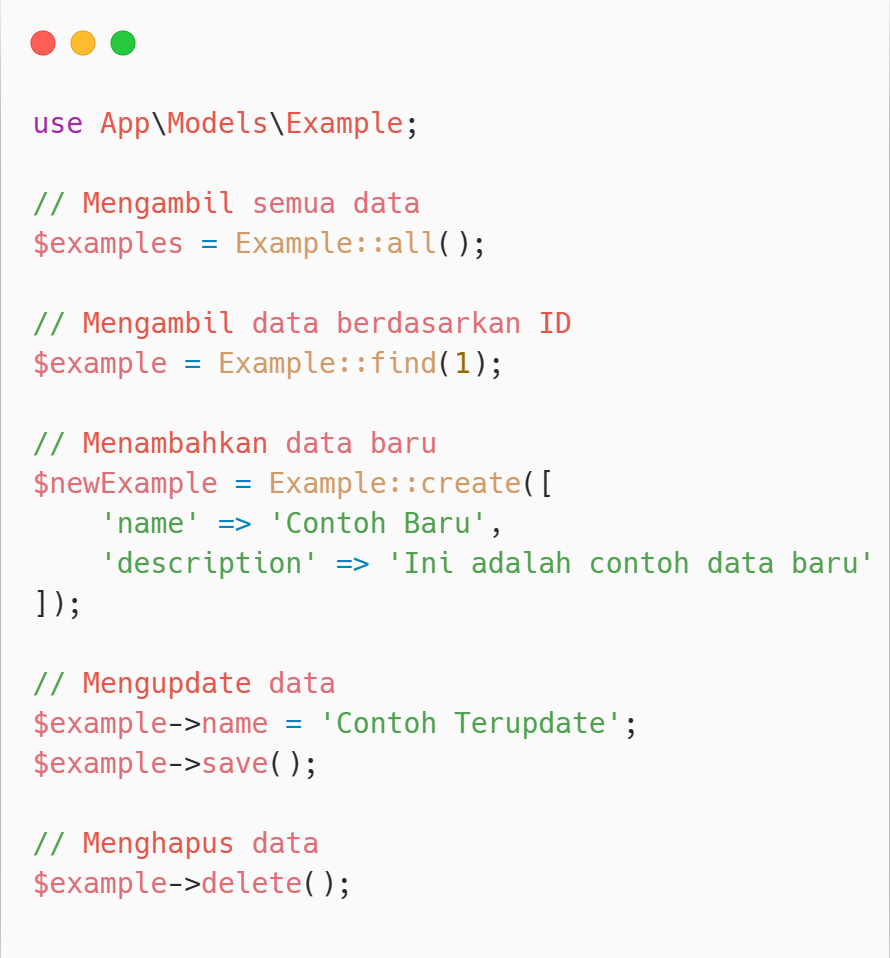 use App\Models\Example;
// Mengambil semua data
$examples = Example::all();
// Mengambil data berdasarkan ID
$example = Example::find(1);
// Menambahkan data baru
$newExample = Example::create([
    'name' => 'Contoh Baru',
    'description' => 'Ini adalah contoh data baru'
]);
// Mengupdate data
$example->name = 'Contoh Terupdate';
$example->save();
// Menghapus data
$example->delete();